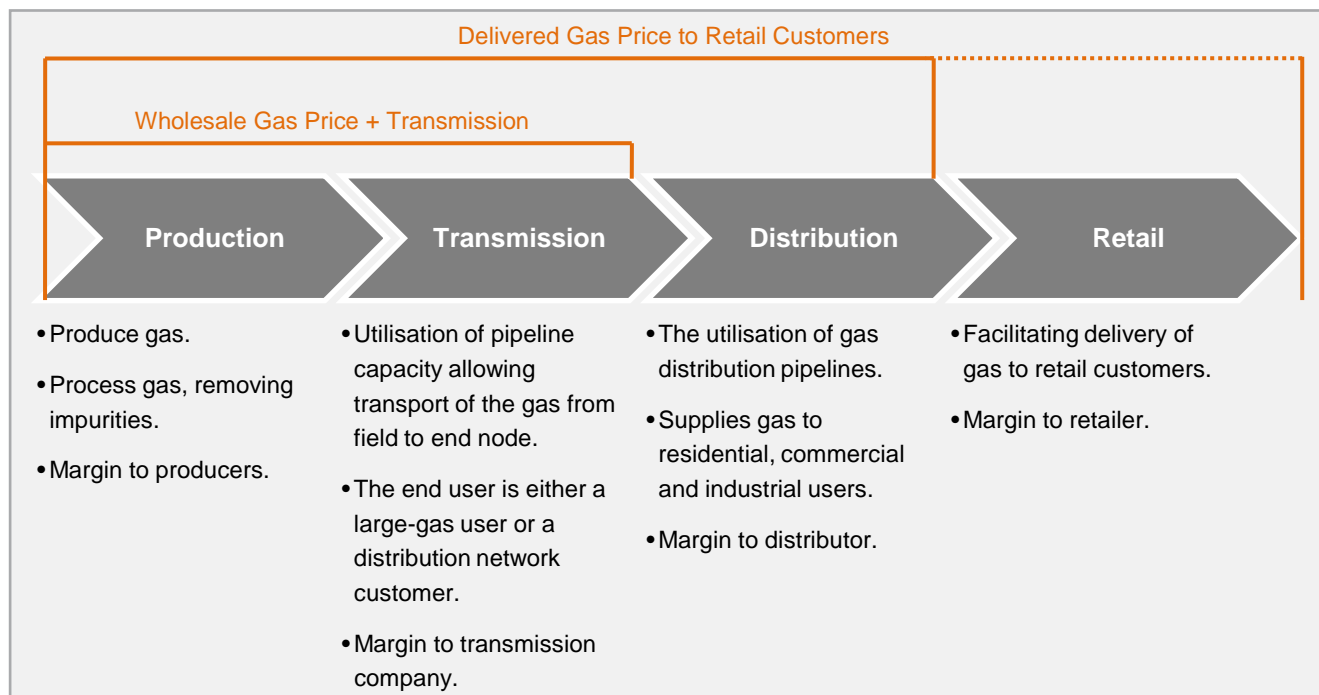 Delivered Gas Price to Retail Customers
Wholesale Gas Price + Transmission
Production
Transmission
Distribution
Retail
•Produce gas.
•Process gas, removing
impurities.
•Margin to producers.
•Utilisation of pipeline
capacity allowing
transport of the gas from
field to end node.
•The end user is either a
large-gas user or a
distribution network
customer.
•Margin to transmission
company.
•The utilisation of gas
distribution pipelines.
•Supplies gas to
residential, commercial
and industrial users.
•Margin to distributor.
•Facilitating delivery of
gas to retail customers.
•Margin to retailer.